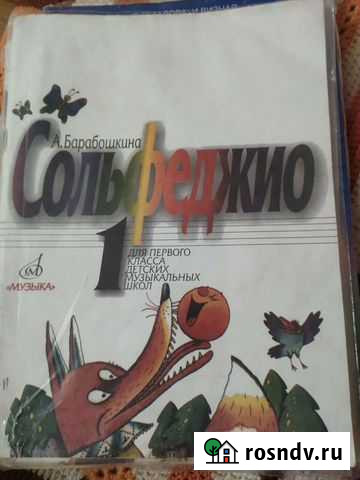 А. Барабошкина
Сольфеджио
1
ДЛЯ ПЕРВОГО
КЛАССА
ДЕТСКИХ
МУЗЫКАЛЬНЫХ
ШКОЛ
«МУЗЫКА»
rosndv.ru